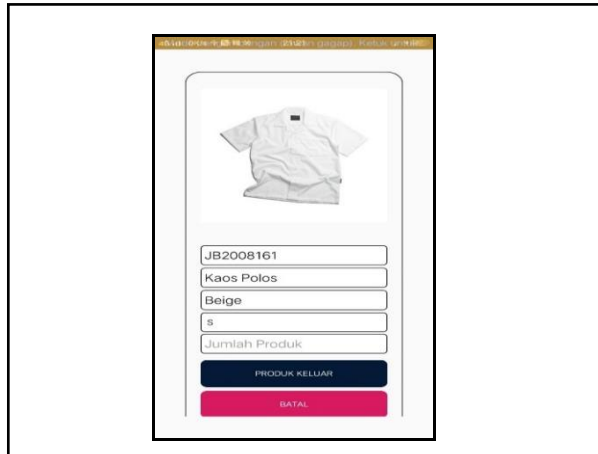 JB2008161
Kaos Polos
Beige
s
Jumlah Produk
PRODUK KELUAR
BATAL